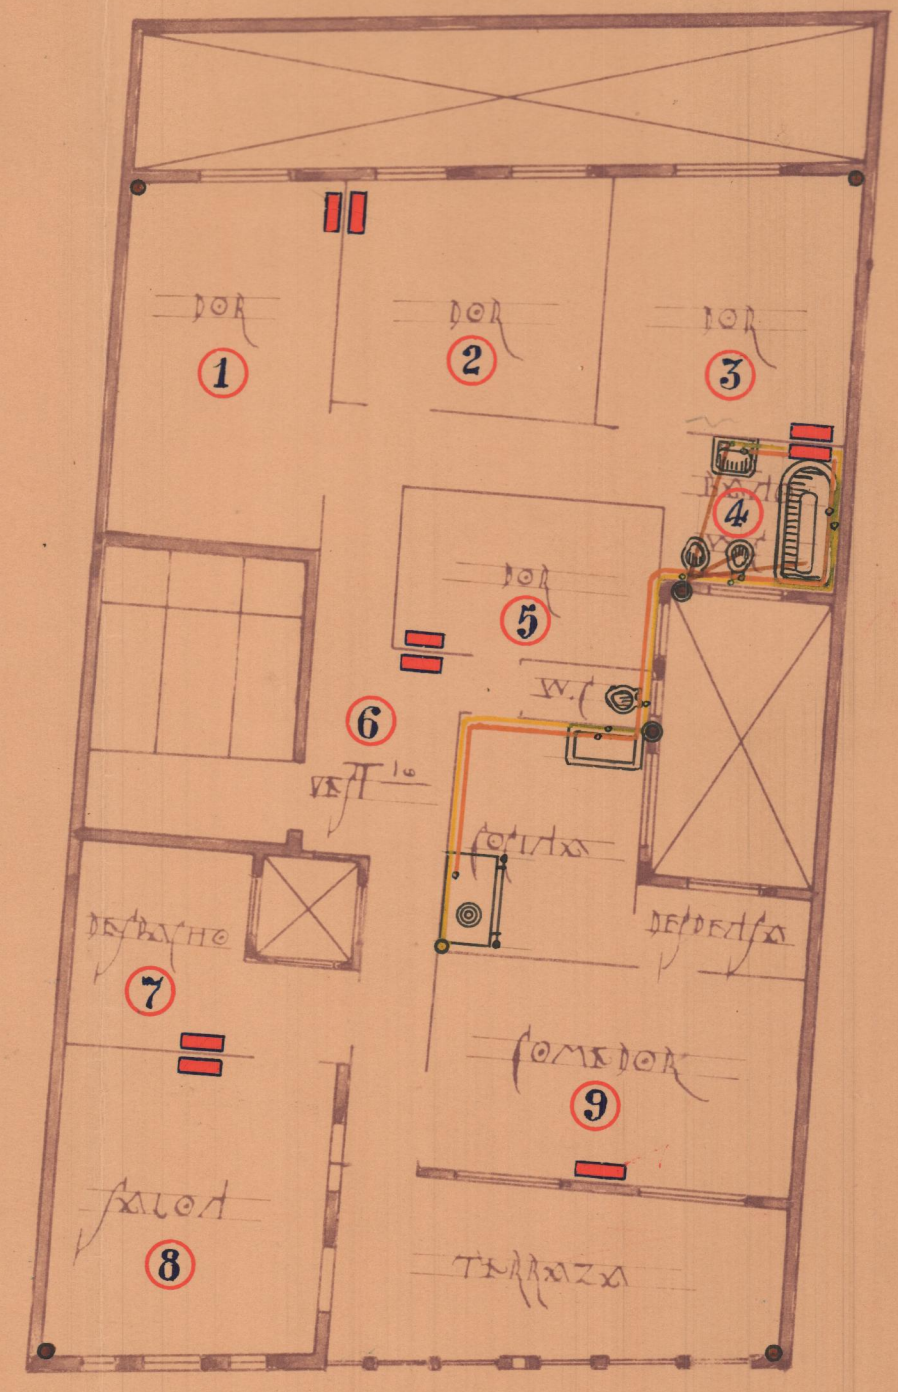 DOR
DOR
DOR
1
2
3
BAÑO
4
DOR
5
W.C
6
VEST lo
COCINA
DESPACHO
DESPENSA
7
COMEDOR
9
SALON
8
TERRAZA